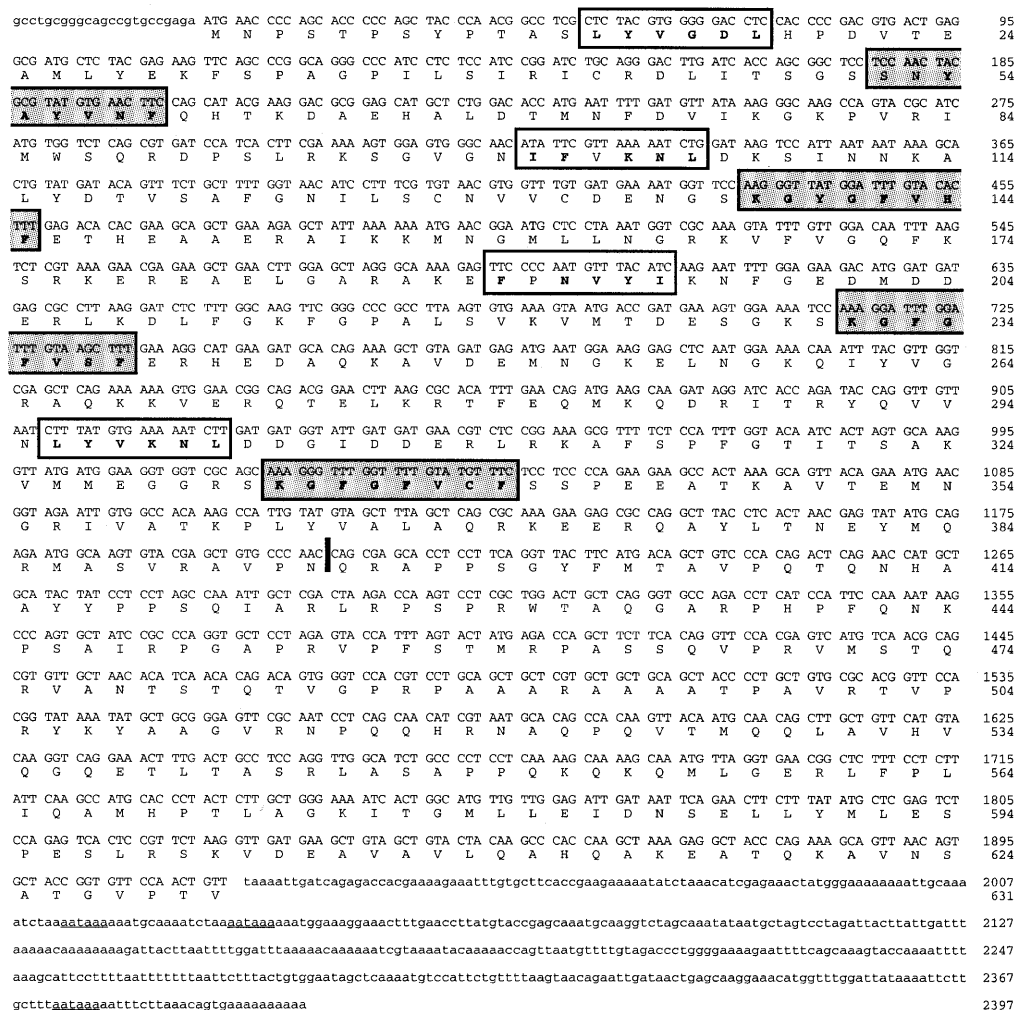 gcctgcgggcagccgtgccgaga ATG AAC CCC AGC ACC CCC AGC TAC CCA ACG GCC TCG CTC TAC GTG GGG GAC CTC CAC CCC GAC GTG ACT GAG 95
M N P S T P S Y P T A S L Y V G D L H P D V T E 24
GCG ATG CTC TAC GAG AAG TTC AGC CCG GCA GGG CCC ATC CTC TCC ATC CGG ATC TGC AGG GAC TTG ATC ACC AGC GGC TCC TCC AAC TAC 185
A M L Y E K F S P A G P I L S I R I C R D L I T S G S S N Y 54
GCG TAT GTG AAC TTC CAG CAT ACG AAG GAC GCG GAG CAT GCT CTG GAC ACC ATG AAT TTT GAT GTT ATA AAG GGC AAG CCA GTA CGC ATC 275
A Y V N F Q H T K D A E H A L D T M N F D V I K G K P V R I 84
ATG TGG TCT CAG CGT GAT CCA TCA CTT CGA AAA AGT GGA GTG GGC AAC ATA TTC GTT AAA AAT CTG GAT AAG TCC ATT AAT AAT AAA GCA 365
M W S Q R D P S L R K S G V G N I F V K N L D K S I N N K A 114
CTG TAT GAT ACA GTT TCT GCT TTT GGT AAC ATC CTT TCG TGT AAC GTG GTT TGT GAT GAA AAT GGT TCC AAG GGT TAT GGA TTT GTA CAC 455
L Y D T V S A F G N I L S C N V V C D E N G S K G Y G F V H 144
TTT GAG ACA CAC GAA GCA GCT GAA AGA GCT ATT AAA AAA ATG AAC GGA ATG CTC CTA AAT GGT CGC AAA GTA TTT GTT GGA CAA TTT AAG 545
F E T H E A A E R A I K K M N G M L L N G R K V F V G Q F K 174
TCT CGT AAA GAA CGA GAA GCT GAA CTT GGA GCT AGG GCA AAA GAG TTC CCC AAT GTT TAC ATC AAG AAT TTT GGA GAA GAC ATG GAT GAT 635
S R K E R E A E L G A R A K E F P N V Y I K N F G E D M D D 204
GAG CGC CTT AAG GAT CTC TTT GGC AAG TTC GGG CCC GCC TTA AGT GTG AAA GTA ATG ACC GAT GAA AGT GGA AAA TCC AAA GGA TTT GGA 725
E R L K D L F G K F G P A L S V K V M T D E S G K S K G F G 234
TTT GTA AGC TTT GAA AGG CAT GAA GAT GCA CAG AAA GCT GTA GAT GAG ATG AAT GGA AAG GAG CTC AAT GGA AAA CAA ATT TAC GTT GGT 815
F V S F E R H E D A Q K A V D E M N G K E L N G K Q I Y V G 264
CGA GCT CAG AAA AAA GTG GAA CGG CAG ACG GAA CTT AAG CGC ACA TTT GAA CAG ATG AAG CAA GAT AGG ATC ACC AGA TAC CAG GTT GTT 905
R A Q K K V E R Q T E L K R T F E Q M K Q D R I T R Y Q V V 294
AAT CTT TAT GTG AAA AAT CTT GAT GAT GGT ATT GAT GAT GAA CGT CTC CGG AAA GCG TTT TCT CCA TTT GGT ACA ATC ACT AGT GCA AAG 995
N L Y V K N L D D G I D D E R L R K A F S P F G T I T S A K 324
GTT ATG ATG GAA GGT GGT CGC AGC AAA GGG TTT GGT TTT GTA TGT TTC TCC TCC CCA GAA GAA GCC ACT AAA GCA GTT ACA GAA ATG AAC 1085
V M M E G G R S K G F G F V C F S S P E E A T K A V T E M N 354
GGT AGA ATT GTG GCC ACA AAG CCA TTG TAT GTA GCT TTA GCT CAG CGC AAA GAA GAG CGC CAG GCT TAC CTC ACT AAC GAG TAT ATG CAG 1175
G R I V A T K P L Y V A L A Q R K E E R Q A Y L T N E Y M Q 384
AGA ATG GCA AGT GTA CGA GCT GTG CCC AAC CAG CGA GCA CCT CCT TCA GGT TAC TTC ATG ACA GCT GTC CCA CAG ACT CAG AAC CAT GCT 1265
R M A S V R A V P N Q R A P P S G Y F M T A V P Q T Q N H A 414
GCA TAC TAT CCT CCT AGC CAA ATT GCT CGA CTA AGA CCA AGT CCT CGC TGG ACT GCT CAG GGT GCC AGA CCT CAT CCA TTC CAA AAT AAG 1355
A Y Y P P S Q I A R L R P S P R W T A Q G A R P H P F Q N K 444
CCC AGT GCT ATC CGC CCA GGT GCT CCT AGA GTA CCA TTT AGT ACT ATG AGA CCA GCT TCT TCA CAG GTT CCA CGA GTC ATG TCA ACG CAG 1445
P S A I R P G A P R V P F S T M R P A S S Q V P R V M S T Q 474
CGT GTT GCT AAC ACA TCA ACA CAG ACA GTG GGT CCA CGT CCT GCA GCT GCT CGT GCT GCT GCA GCT ACC CCT GCT GTG CGC ACG GTT CCA 1535
R V A N T S T Q T V G P R P A A A R A A A A T P A V R T V P 504
CGG TAT AAA TAT GCT GCG GGA GTT CGC AAT CCT CAG CAA CAT CGT AAT GCA CAG CCA CAA GTT ACA ATG CAA CAG CTT GCT GTT CAT GTA 1625
R Y K Y A A G V R N P Q Q H R N A Q P Q V T M Q Q L A V H V 534
CAA GGT CAG GAA ACT TTG ACT GCC TCC AGG TTG GCA TCT GCC CCT CCT CAA AAG CAA AAG CAA ATG TTA GGT GAA CGG CTC TTT CCT CTT 1715
Q G Q E T L T A S R L A S A P P Q K Q K Q M L G E R L F P L 564
ATT CAA GCC ATG CAC CCT ACT CTT GCT GGG AAA ATC ACT GGC ATG TTG TTG GAG ATT GAT AAT TCA GAA CTT CTT TAT ATG CTC GAG TCT 1805
I Q A M H P T L A G K I T G M L L E I D N S E L L Y M L E S 594
CCA GAG TCA CTC CGT TCT AAG GTT GAT GAA GCT GTA GCT GTA CTA CAA GCC CAC CAA GCT AAA GAG GCT ACC CAG AAA GCA GTT AAC AGT 1895
P E S L R S K V D E A V A V L Q A H Q A K E A T Q K A V N S 624
GCT ACC GGT GTT CCA ACT GTT taaaattgatcagagaccacgaaaagaaatttgtgcttcaccgaagaaaaatatctaaacatcgagaaactatgggaaaaaaaaattgcaaa 2007
A T G V P T V 631
atctaaaataaaaaatgcaaaatctaaaataaaaaatggaaaggaaactttgaaccttatgtaccgagcaaatgcaaggtctagcaaatataatgctagtcctagattacttattgatttt 2127
aaaaacaaaaaaaagattacttaattttggatttaaaaacaaaaaatcgtaaaatacaaaaaccagttaatgttttgtagaccctggggaaaagaattttcagcaaagtaccaaaatttt 2247
aaagcattccttttaatttttttaattctttactgtggaatagctcaaaatgtccattctgttttaagtaacagaattgataactgagcaaggaaacatggtttggattataaaattctt 2367
gctttaataaaaatttcttaaacagtgaaaaaaaaaa 2397